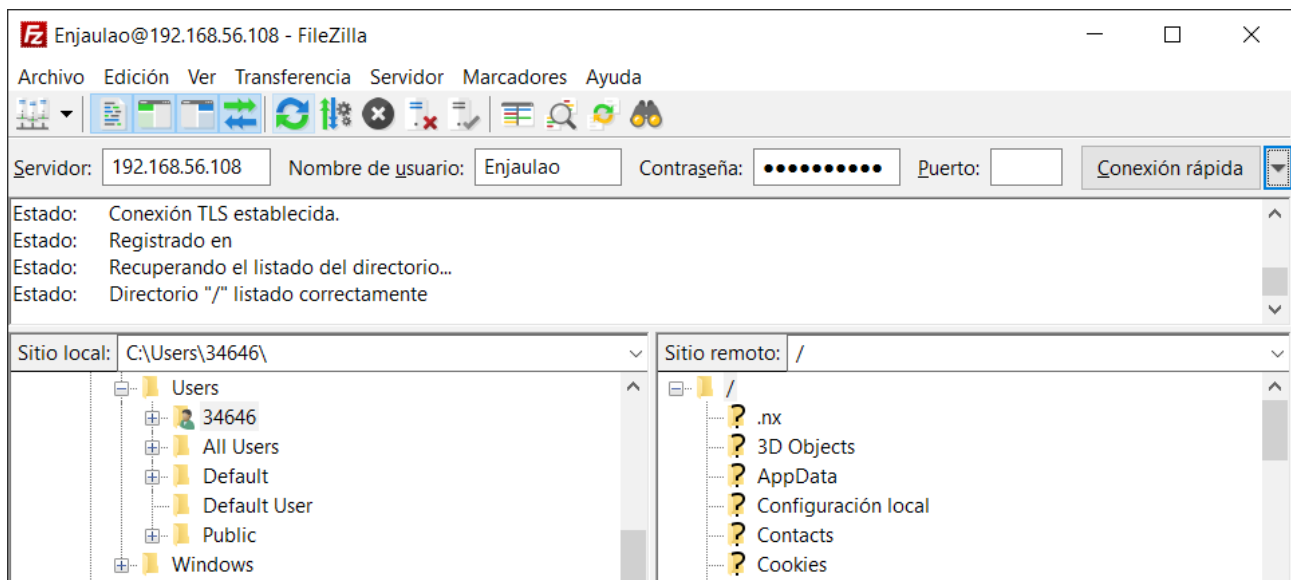 Enjaulao@192.168.56.108 - FileZilla
Archivo Edición Ver Transferencia Servidor Marcadores Ayuda
Servidor: 192.168.56.108 Nombre de usuario: Enjaulao Contraseña: ●●●●●●●●●● Puerto: Conexión rápida
Estado: Conexión TLS establecida.
Estado: Registrado en
Estado: Recuperando el listado del directorio...
Estado: Directorio "/" listado correctamente
Sitio local: C:\Users\34646\
Users
34646
All Users
Default
Default User
Public
Windows
Sitio remoto: /
/
.nx
3D Objects
AppData
Configuración local
Contacts
Cookies